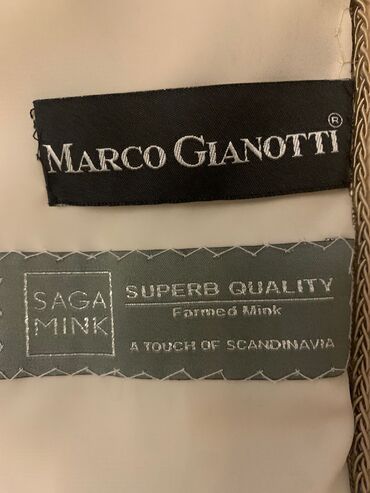 MARCO GIANOTTI®
SAGA
MINK
SUPERB QUALITY
Farmed Mink
A TOUCH OF SCANDINAVIA